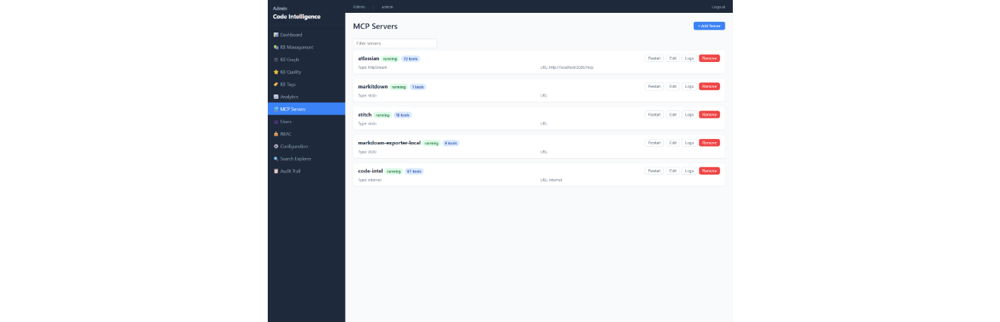 Admin
Code Intelligence
Dashboard
KB Management
KB Graph
KB Quality
KB Tags
Analytics
MCP Servers
Users
RBAC
Configuration
Search Explorer
Audit Trail
Admin | admin Logout
MCP Servers + Add Server
Filter servers...
atlassian running 72 tools Restart Edit Logs Remove
Type: httpStream URL: http://localhost:3386/mcp
markitdown running 1 tools Restart Edit Logs Remove
Type: stdio URL:
stitch running 16 tools Restart Edit Logs Remove
Type: stdio URL:
markdown-exporter-local running 6 tools Restart Edit Logs Remove
Type: stdio URL:
code-intel running 67 tools Restart Edit Logs Remove
Type: internal URL: internal